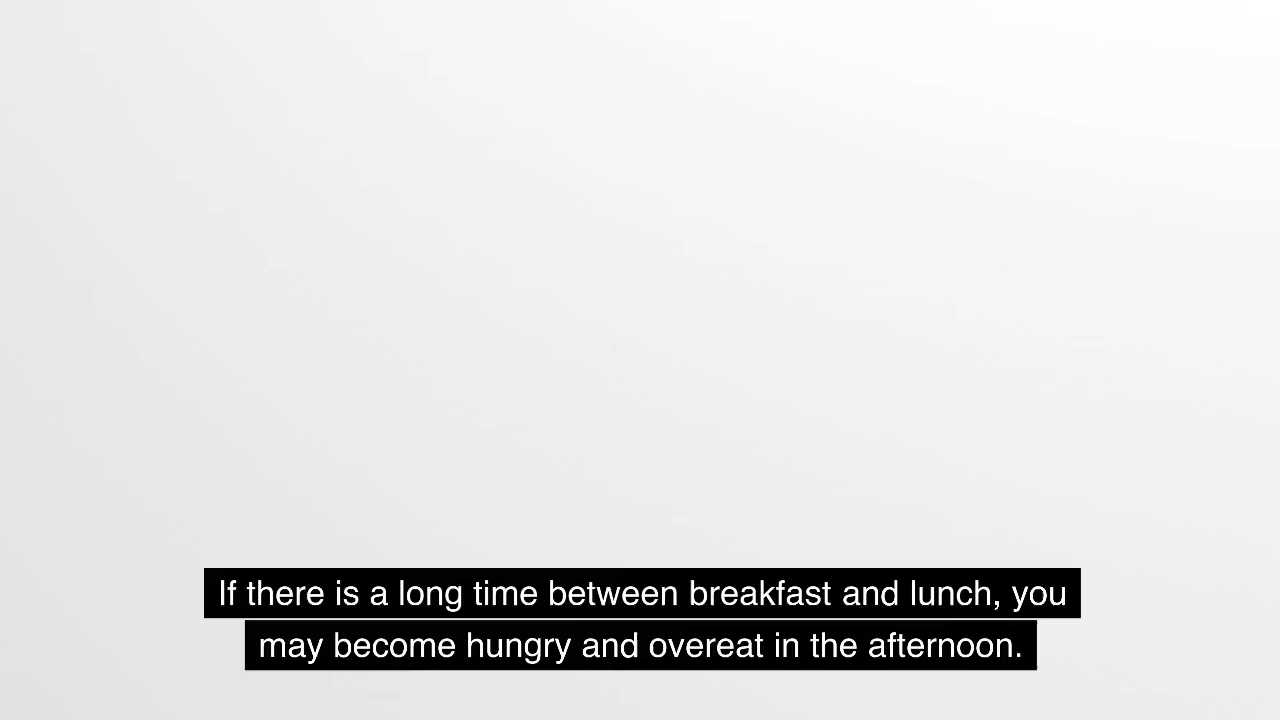 If there is a long time between breakfast and lunch, you
may become hungry and overeat in the afternoon.